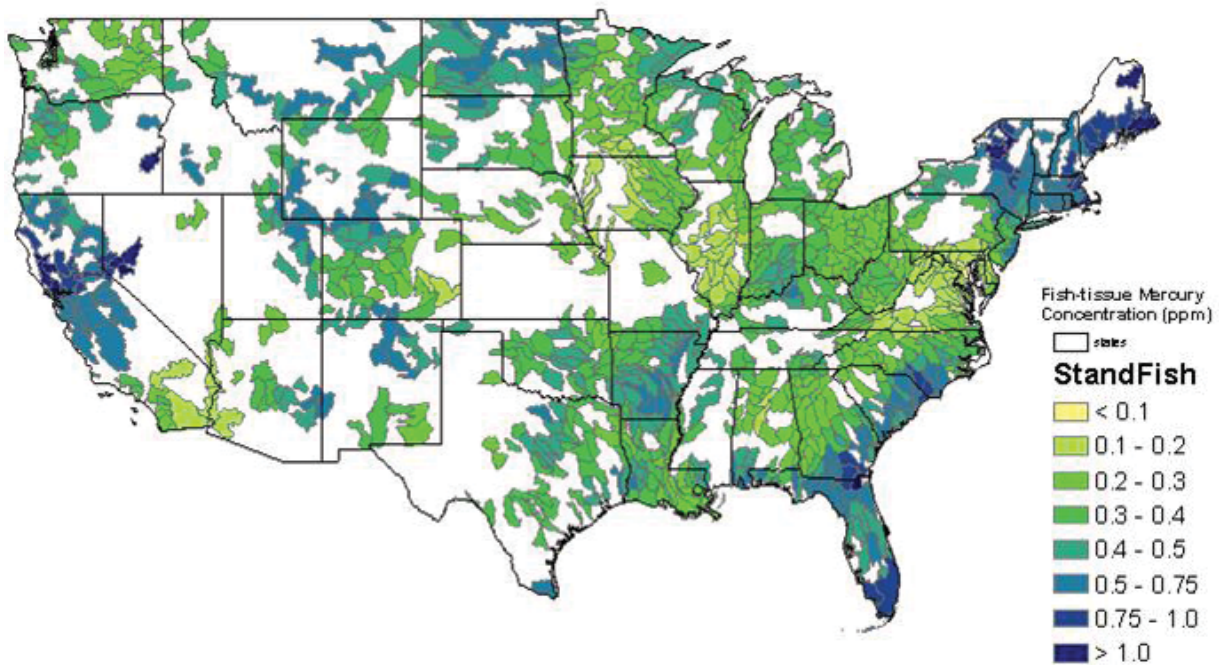 Fish-tissue Mercury
Concentration (ppm)
states
StandFish
< 0.1
0.1 - 0.2
0.2 - 0.3
0.3 - 0.4
0.4 - 0.5
0.5 - 0.75
0.75 - 1.0
> 1.0